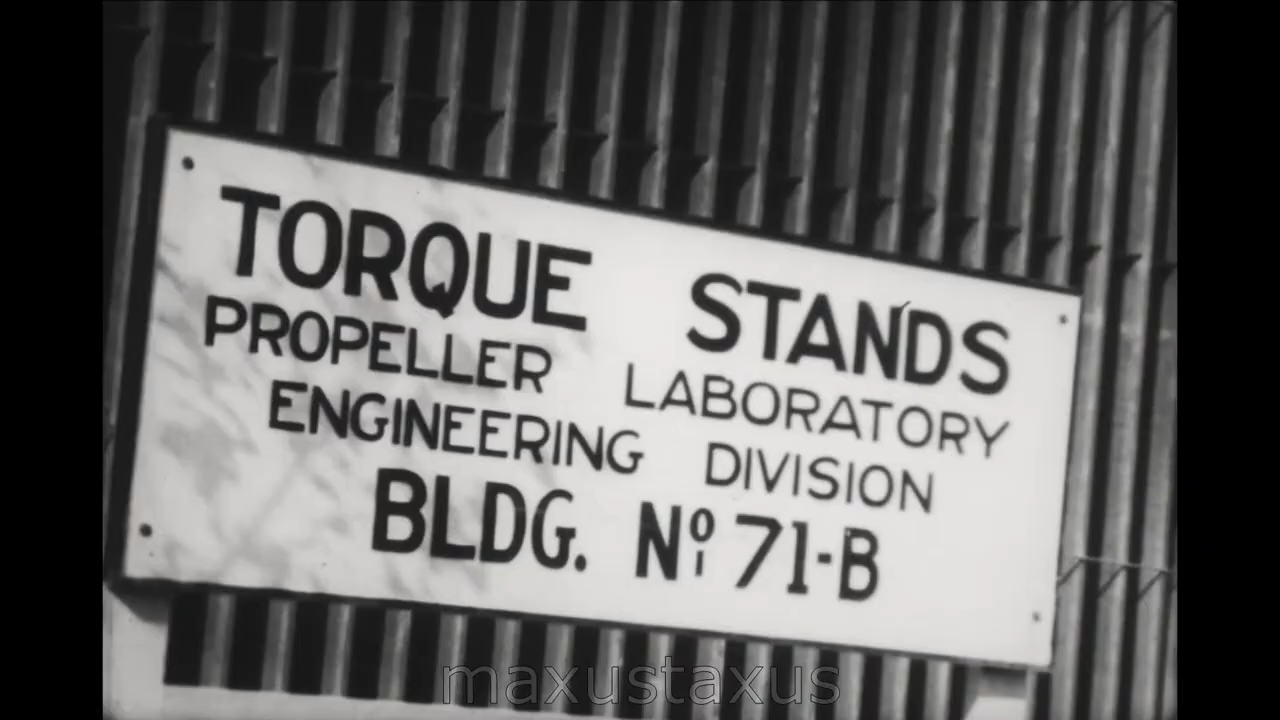 TORQUE STANDS
PROPELLER LABORATORY
ENGINEERING DIVISION
BLDG. Nº 71-B
maxustaxus